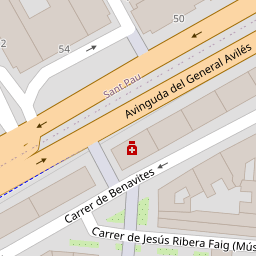 50
54
2
Sant Pau
Avinguda del General Avilés
Carrer de Benavites
Carrer de Jesús Ribera Faig (Mús